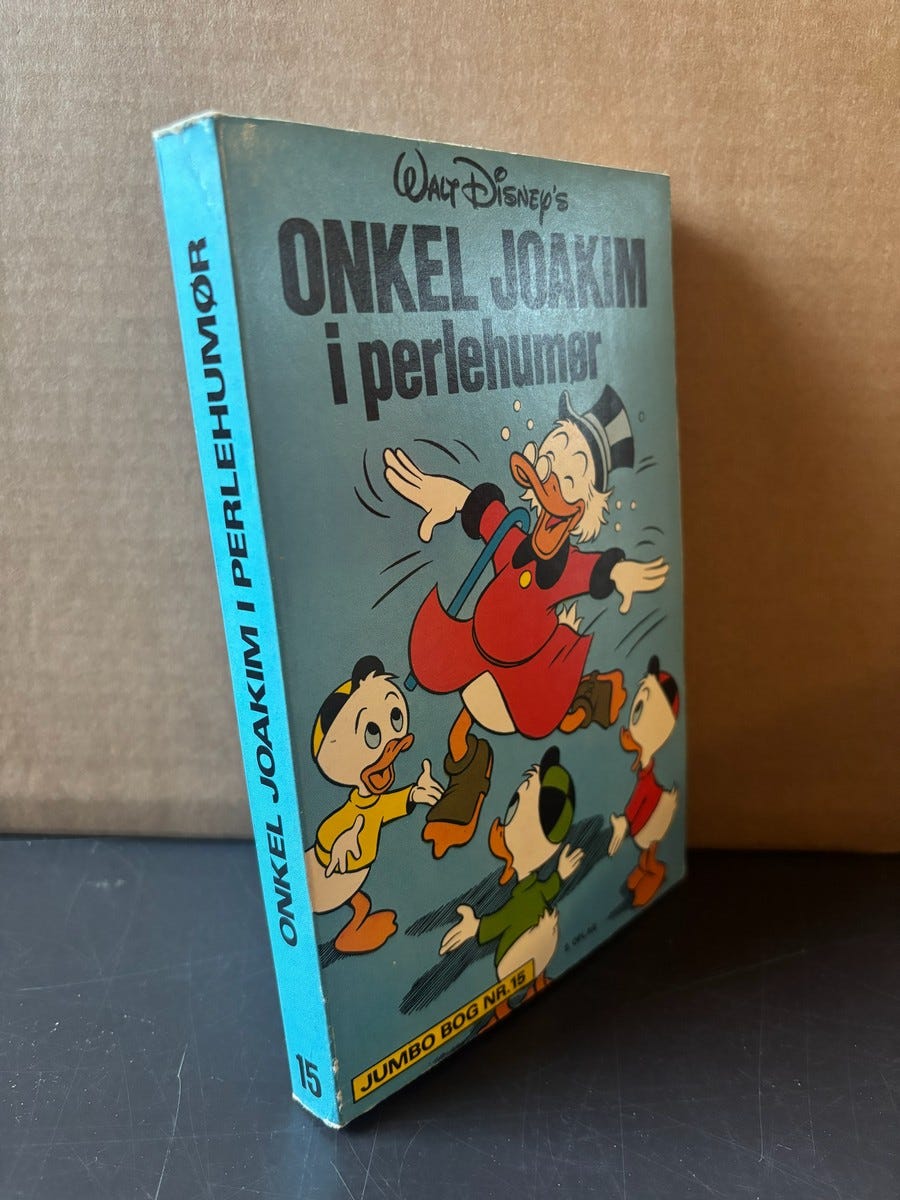 WALT DISNEY'S
ONKEL JOAKIM
i perlehumør
JUMBO BOG NR. 15
ONKEL JOAKIM I PERLEHUMØR
15